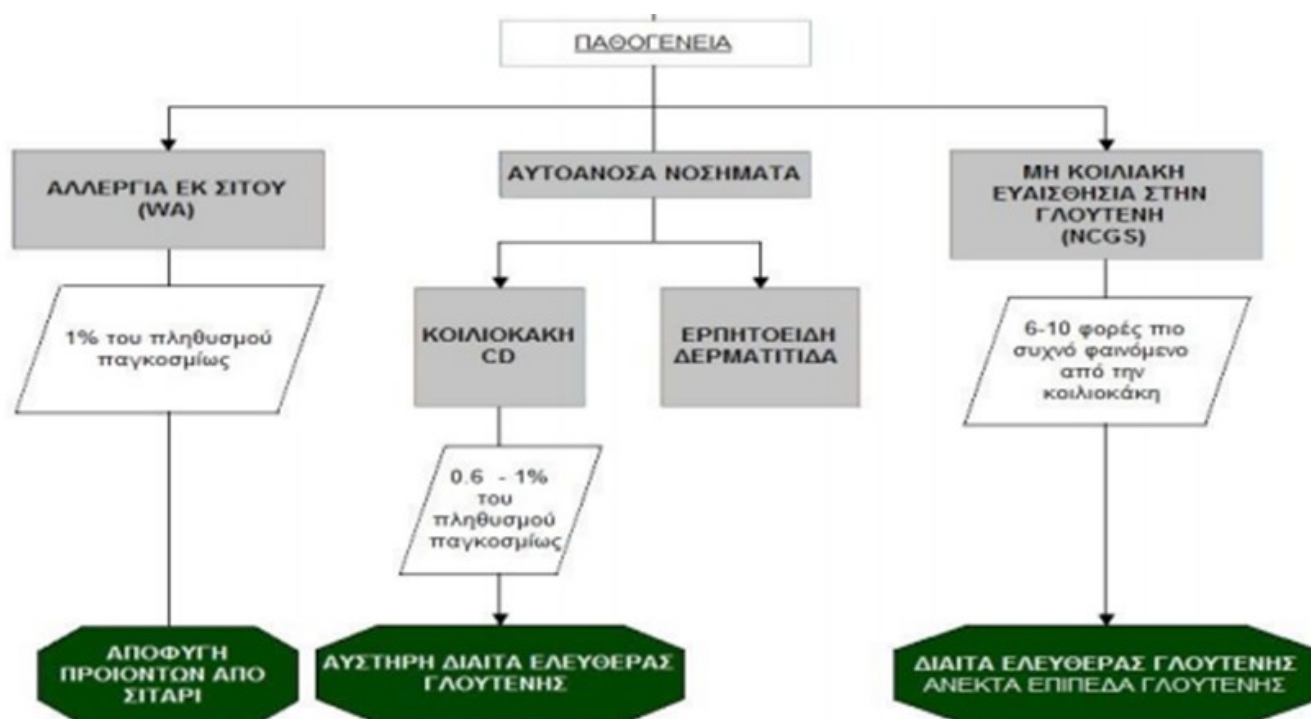 ΠΑΘΟΓΕΝΕΙΑ
ΑΛΛΕΡΓΙΑ ΕΚ ΣΙΤΟΥ
(WA)
ΑΥΤΟΑΝΟΣΑ ΝΟΣΗΜΑΤΑ
ΜΗ ΚΟΙΛΙΑΚΗ
ΕΥΑΙΣΘΗΣΙΑ ΣΤΗΝ
ΓΛΟΥΤΕΝΗ
(NCGS)
1% του πληθυσμού
παγκοσμίως
ΚΟΙΛΙΟΚΑΚΗ
CD
ΕΡΠΗΤΟΕΙΔΗ
ΔΕΡΜΑΤΙΤΙΔΑ
6-10 φορές πιο
συχνό φαινόμενο
από την
κοιλιοκάκη
0.6 - 1%
του
πληθυσμού
παγκοσμίως
ΑΠΟΦΥΓΗ
ΠΡΟΙΟΝΤΩΝ ΑΠΟ
ΣΙΤΑΡΙ
ΑΥΣΤΗΡΗ ΔΙΑΙΤΑ ΕΛΕΥΘΕΡΑΣ
ΓΛΟΥΤΕΝΗΣ
ΔΙΑΙΤΑ ΕΛΕΥΘΕΡΑΣ ΓΛΟΥΤΕΝΗΣ
ΑΝΕΚΤΑ ΕΠΙΠΕΔΑ ΓΛΟΥΤΕΝΗΣ